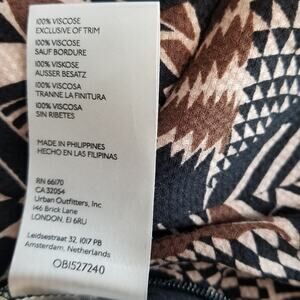 100% VISCOSE
EXCLUSIVE OF TRIM
100% VISCOSE
SAUF BORDURE
100% VISKOSE
AUSSER BESATZ
100% VISCOSA
TRANNE LA FINITURA
100% VISCOSA
SIN RIBETES
MADE IN PHILIPPINES
HECHO EN LAS FILIPINAS
RN 66170
CA 32054
Urban Outfitters, Inc
146 Brick Lane
LONDON, E1 6RU
Leidsestraat 32, 1017 PB
Amsterdam, Netherlands
OB1527240